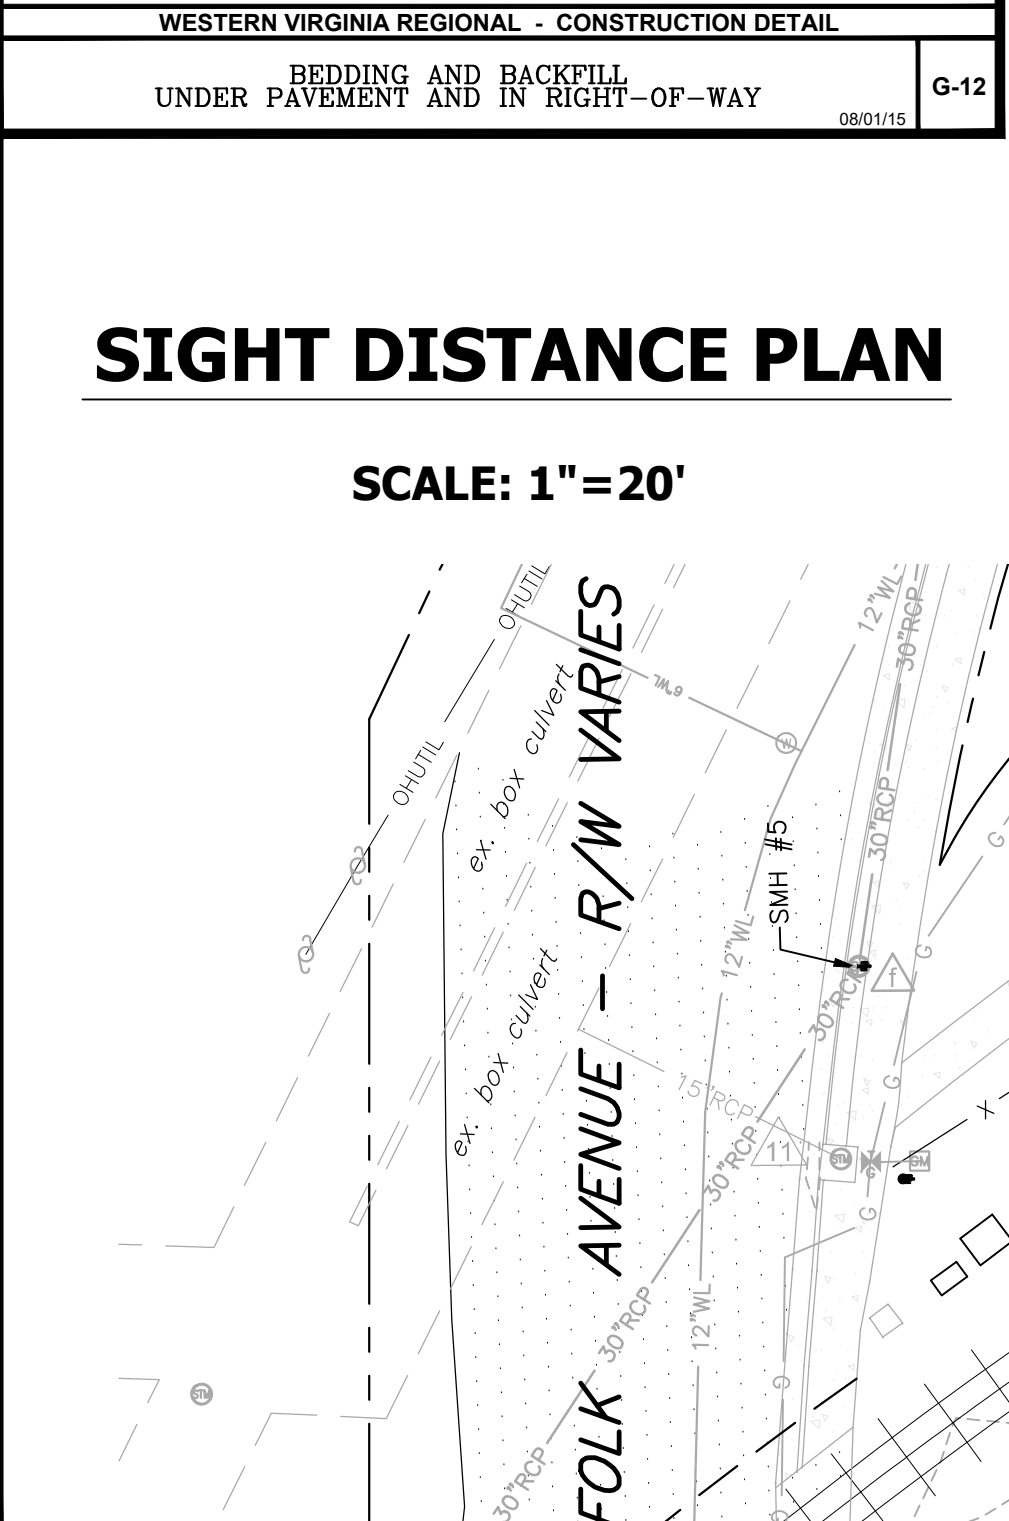 WESTERN VIRGINIA REGIONAL - CONSTRUCTION DETAIL
BEDDING AND BACKFILL
UNDER PAVEMENT AND IN RIGHT-OF-WAY
08/01/15
G-12
SIGHT DISTANCE PLAN
SCALE: 1"=20'
OHUTIL
12"WL
30"RCP
ex. box culvert
6"WL
W
FOLK AVENUE - R/W VARIES
OHUTIL
30"RCP
G
SMH #5
12"WL
G
f
30"RCP
ex. box culvert
15"RCP
G
X
11
STM
G
GM
30"RCP
G
30"RCP
12"WL
G
STM
30"RCP
G